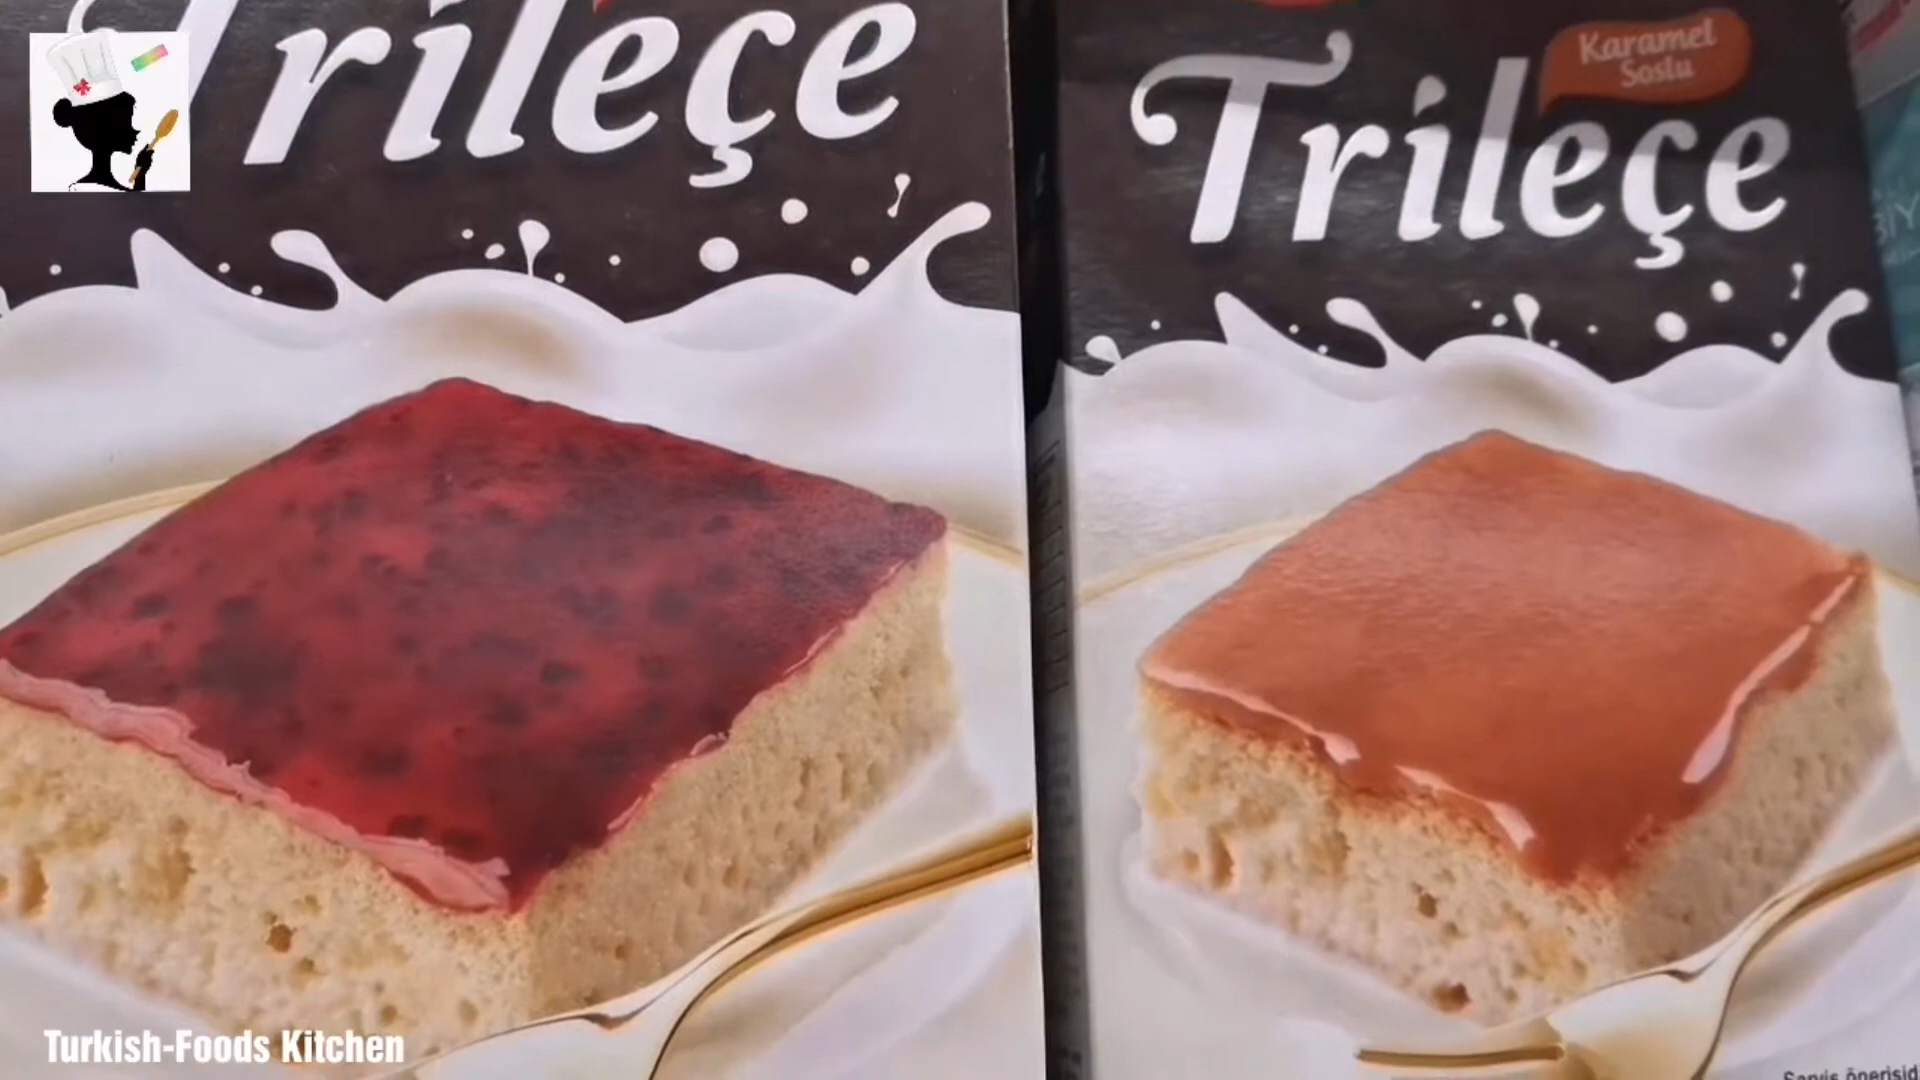 Trileçe
Karamel
Soslu
Trileçe
Turkish-Foods Kitchen